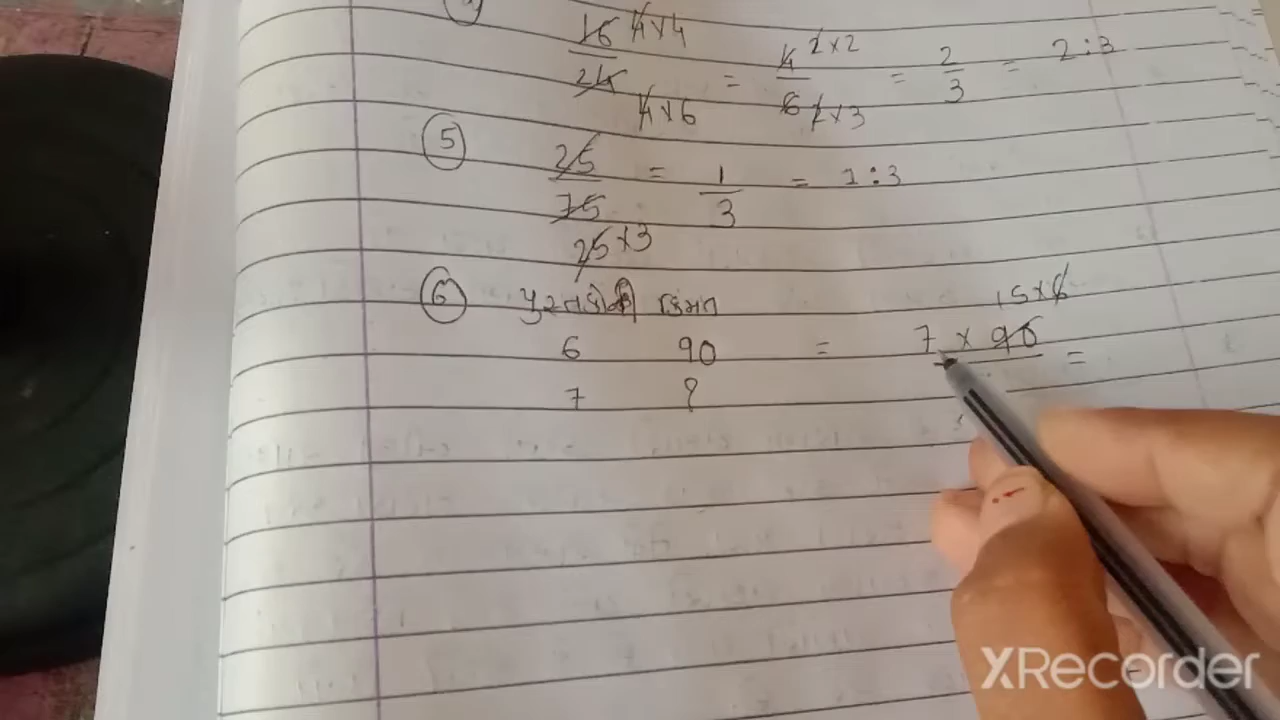 16 4×4 = 4 2×2 = 2 = 2:3
24 4×6 6 2×3 3
5 25 = 1 = 1:3
75 3
25×3
6 કિંમત 15×6
6 90 = 7 × 90 =
7 ?
XRecorder